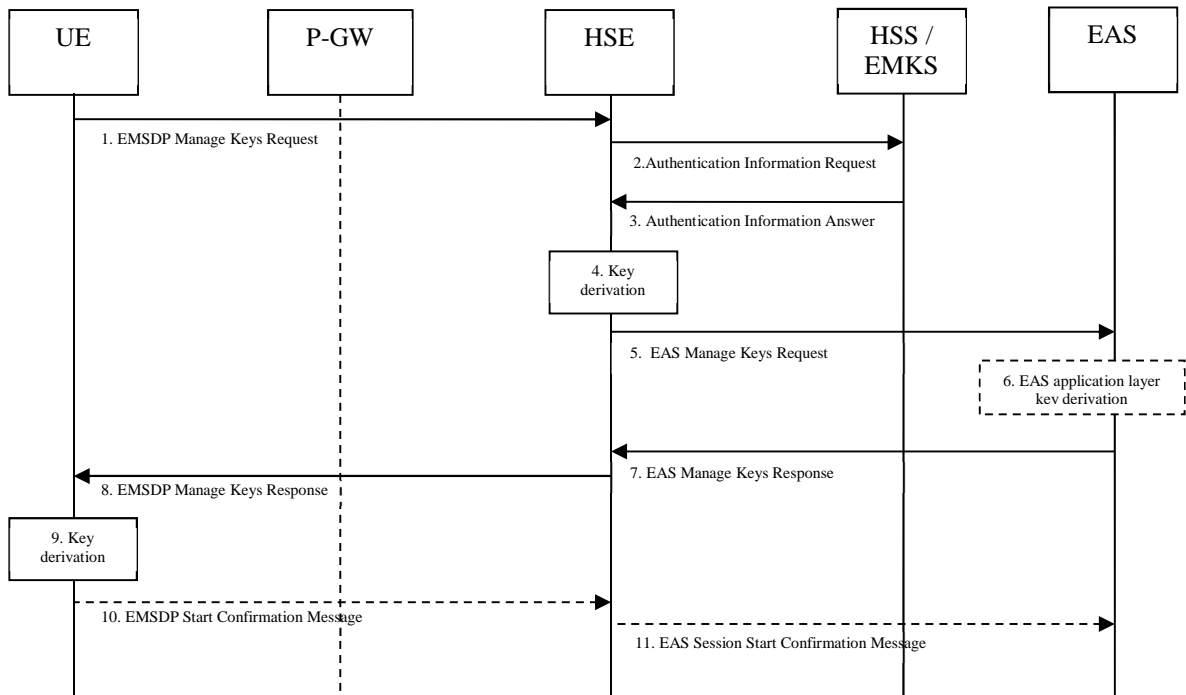 UE
P-GW
HSE
HSS /
EMKS
EAS
1. EMSDP Manage Keys Request
2.Authentication Information Request
3. Authentication Information Answer
4. Key
derivation
5. EAS Manage Keys Request
6. EAS application layer
key derivation
7. EAS Manage Keys Response
8. EMSDP Manage Keys Response
9. Key
derivation
10. EMSDP Start Confirmation Message
11. EAS Session Start Confirmation Message